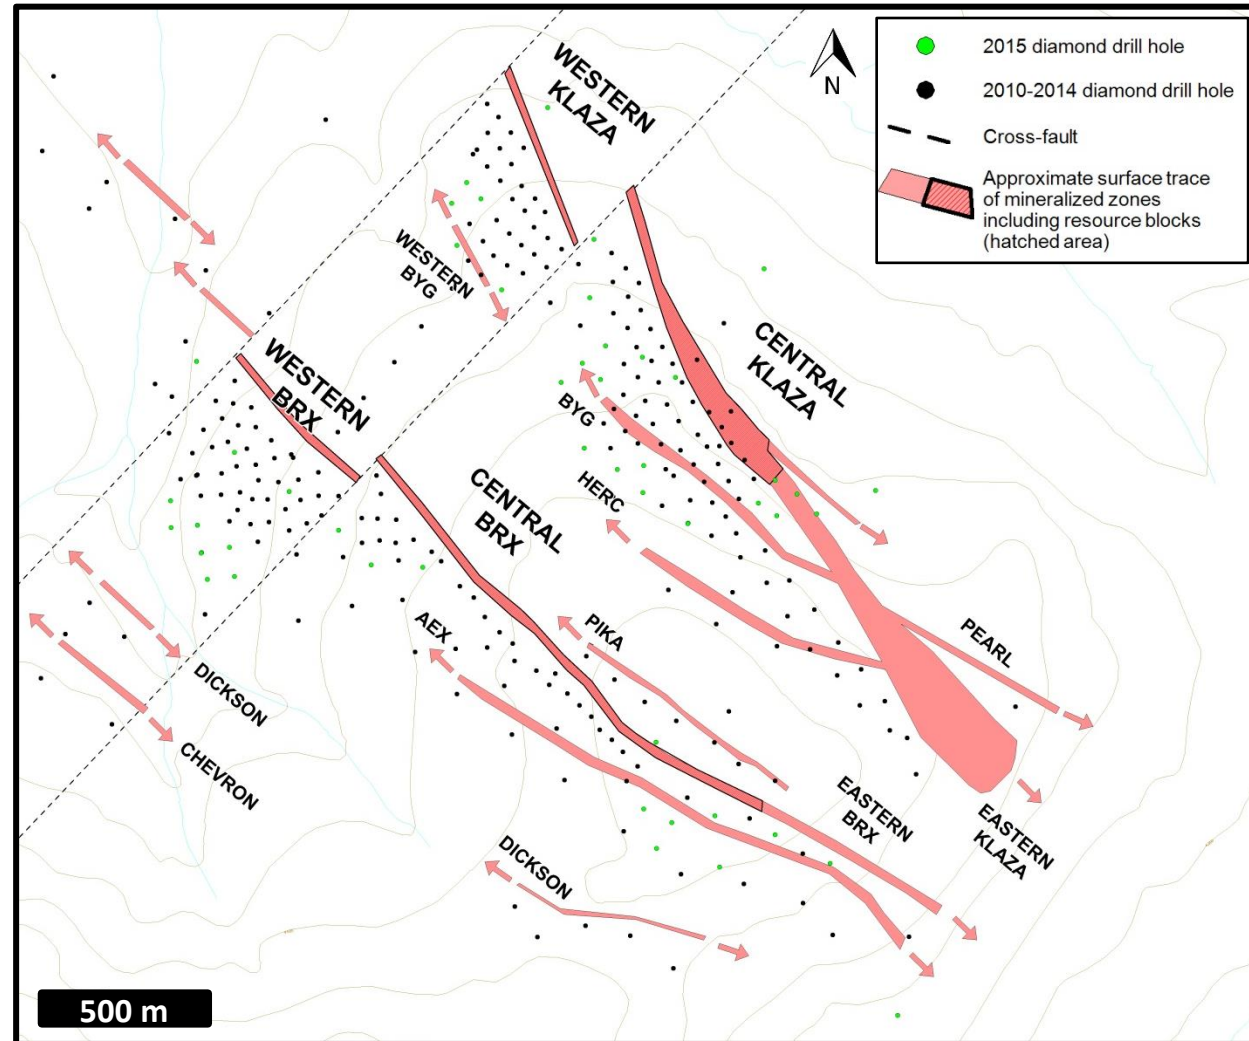 2015 diamond drill hole
2010-2014 diamond drill hole
Cross-fault
Approximate surface trace
of mineralized zones
including resource blocks
(hatched area)
N
WESTERN
KLAZA
WESTERN
BYG
WESTERN
BRX
CENTRAL
KLAZA
BYG
HERC
CENTRAL
BRX
AEX
PIKA
PEARL
DICKSON
CHEVRON
EASTERN
BRX
EASTERN
KLAZA
DICKSON
500 m